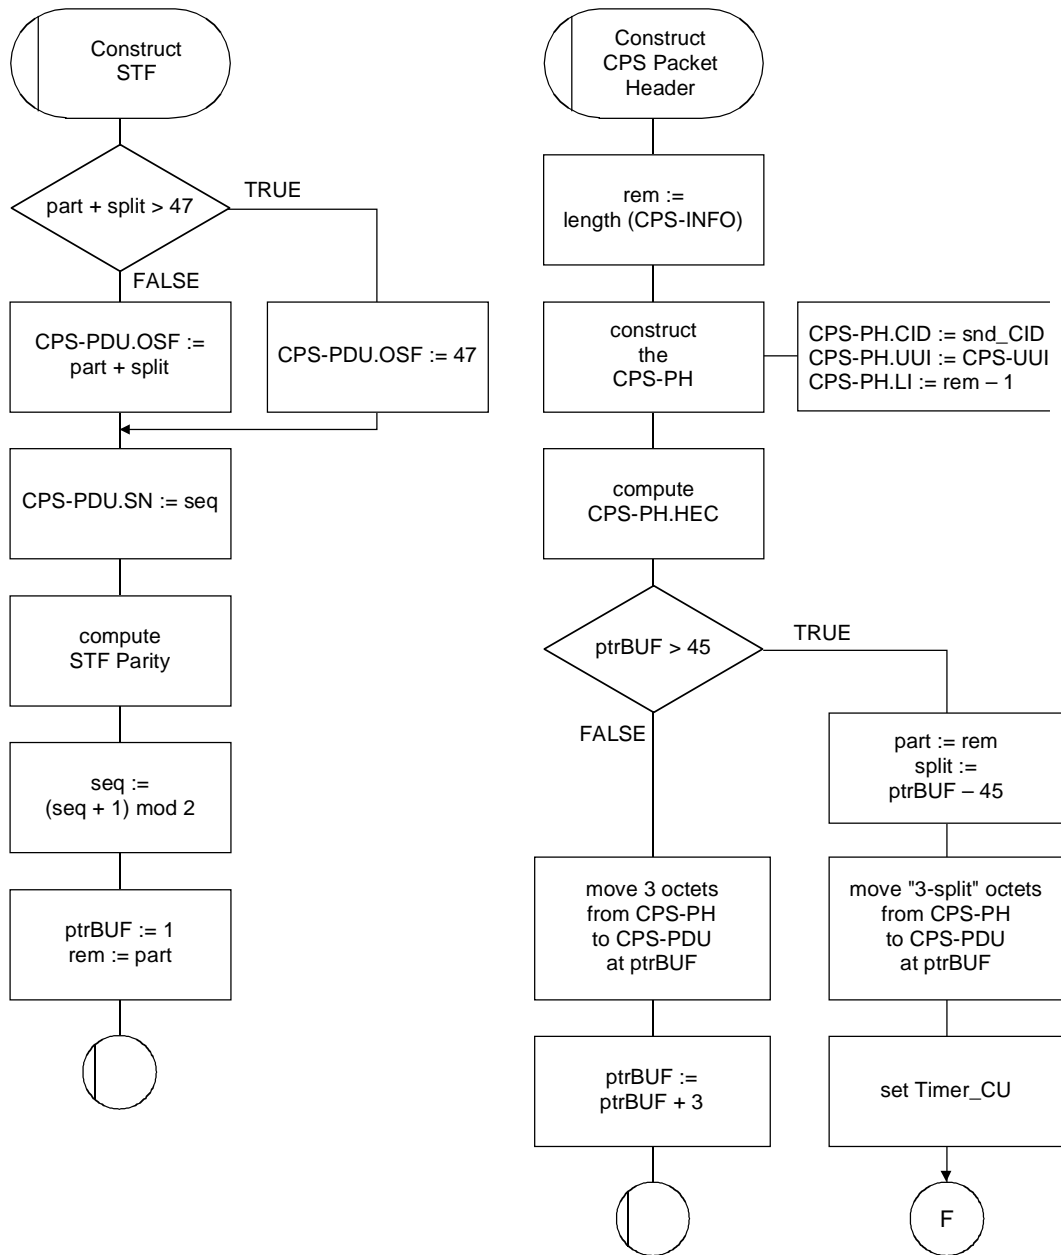 Construct
STF
part + split > 47
TRUE
FALSE
CPS-PDU.OSF :=
part + split
CPS-PDU.OSF := 47
CPS-PDU.SN := seq
compute
STF Parity
seq :=
(seq + 1) mod 2
ptrBUF := 1
rem := part
Construct
CPS Packet
Header
rem :=
length (CPS-INFO)
construct
the
CPS-PH
CPS-PH.CID := snd_CID
CPS-PH.UUI := CPS-UUI
CPS-PH.LI := rem – 1
compute
CPS-PH.HEC
ptrBUF > 45
TRUE
FALSE
part := rem
split :=
ptrBUF – 45
move 3 octets
from CPS-PH
to CPS-PDU
at ptrBUF
move "3-split" octets
from CPS-PH
to CPS-PDU
at ptrBUF
ptrBUF :=
ptrBUF + 3
set Timer_CU
F